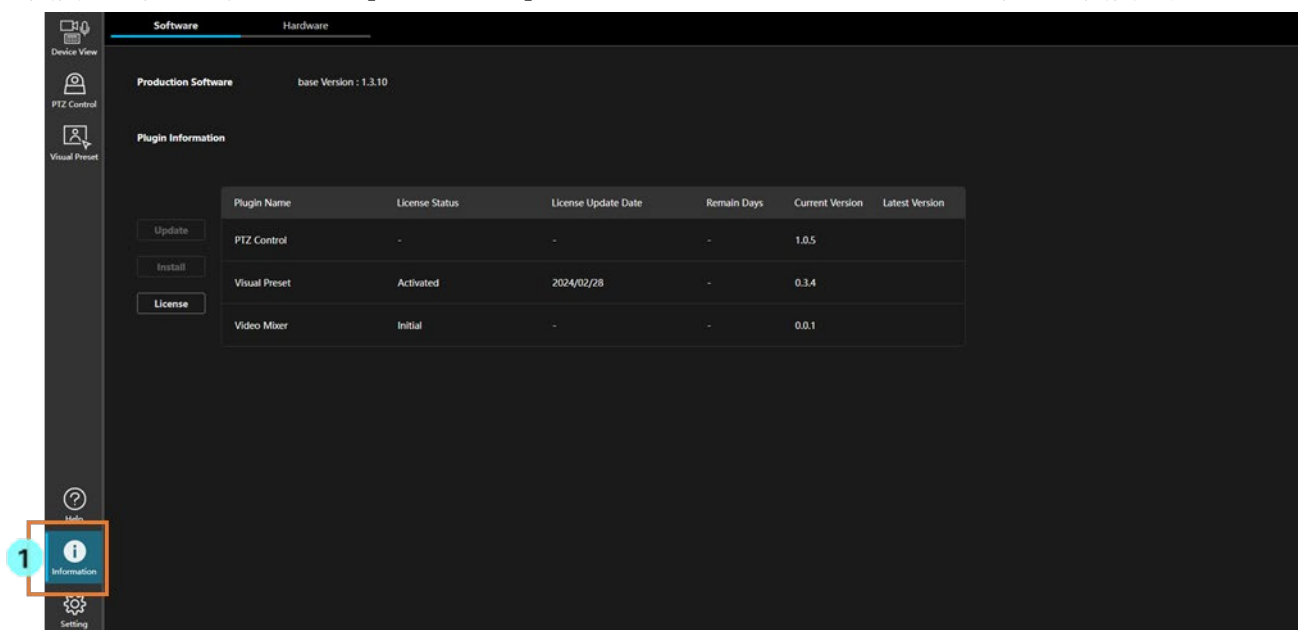 Software Hardware
Device View
Production Software base Version : 1.3.10
PTZ Control
Plugin Information
Visual Preset
Plugin Name License Status License Update Date Remain Days Current Version Latest Version
Update
PTZ Control - - - 1.0.5
Install
Visual Preset Activated 2024/02/28 - 0.3.4
License
Video Mixer Initial - - 0.0.1
Help
1
Information
Setting